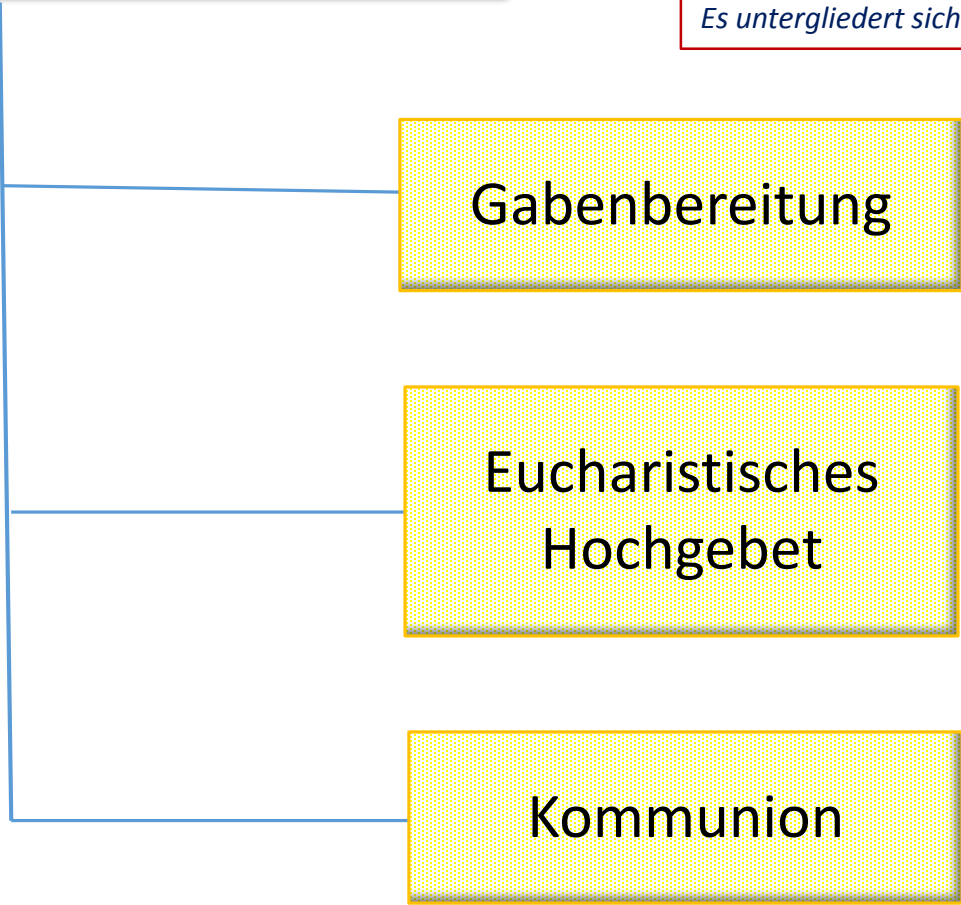 Es untergliedert sich
Gabenbereitung
Eucharistisches
Hochgebet
Kommunion